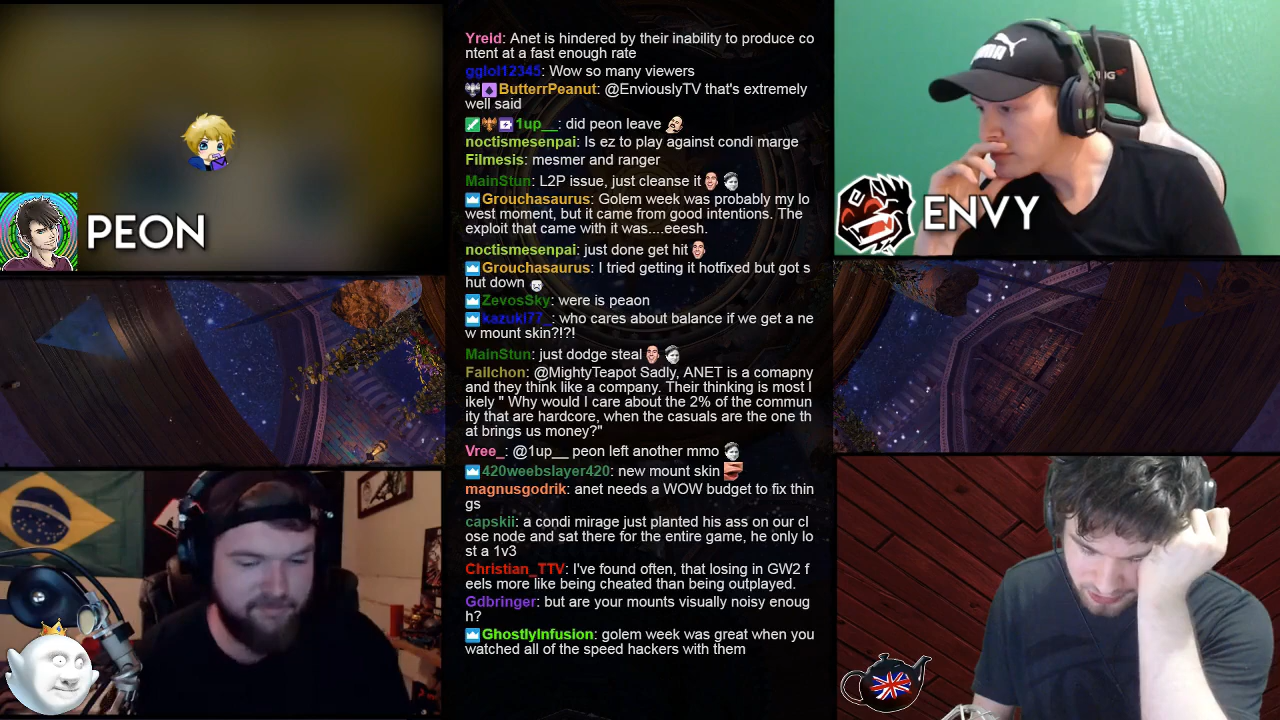 Yreld: Anet is hindered by their inability to produce co
ntent at a fast enough rate
gglol12345: Wow so many viewers
ButterrPeanut: @EnviouslyTV that's extremely
well said
1up__: did peon leave
noctismesenpai: Is ez to play against condi marge
Filmesis: mesmer and ranger
MainStun: L2P issue, just cleanse it
Grouchasaurus: Golem week was probably my lo
west moment, but it came from good intentions. The
exploit that came with it was....eeesh.
noctismesenpai: just done get hit
Grouchasaurus: I tried getting it hotfixed but got s
hut down
ZevosSky: were is peaon
kazuki77_: who cares about balance if we get a ne
w mount skin?!?!
MainStun: just dodge steal
Failchon: @MightyTeapot Sadly, ANET is a comapny
and they think like a company. Their thinking is most l
ikely " Why would I care about the 2% of the commun
ity that are hardcore, when the casuals are the one th
at brings us money?"
Vree_: @1up__ peon left another mmo
420weebslayer420: new mount skin
magnusgodrik: anet needs a WOW budget to fix thin
gs
capskii: a condi mirage just planted his ass on our cl
ose node and sat there for the entire game, he only lo
st a 1v3
Christian_TTV: I've found often, that losing in GW2 f
eels more like being cheated than being outplayed.
Gdbringer: but are your mounts visually noisy enoug
h?
GhostlyInfusion: golem week was great when you
watched all of the speed hackers with them
PEON
ENVY
PUMA